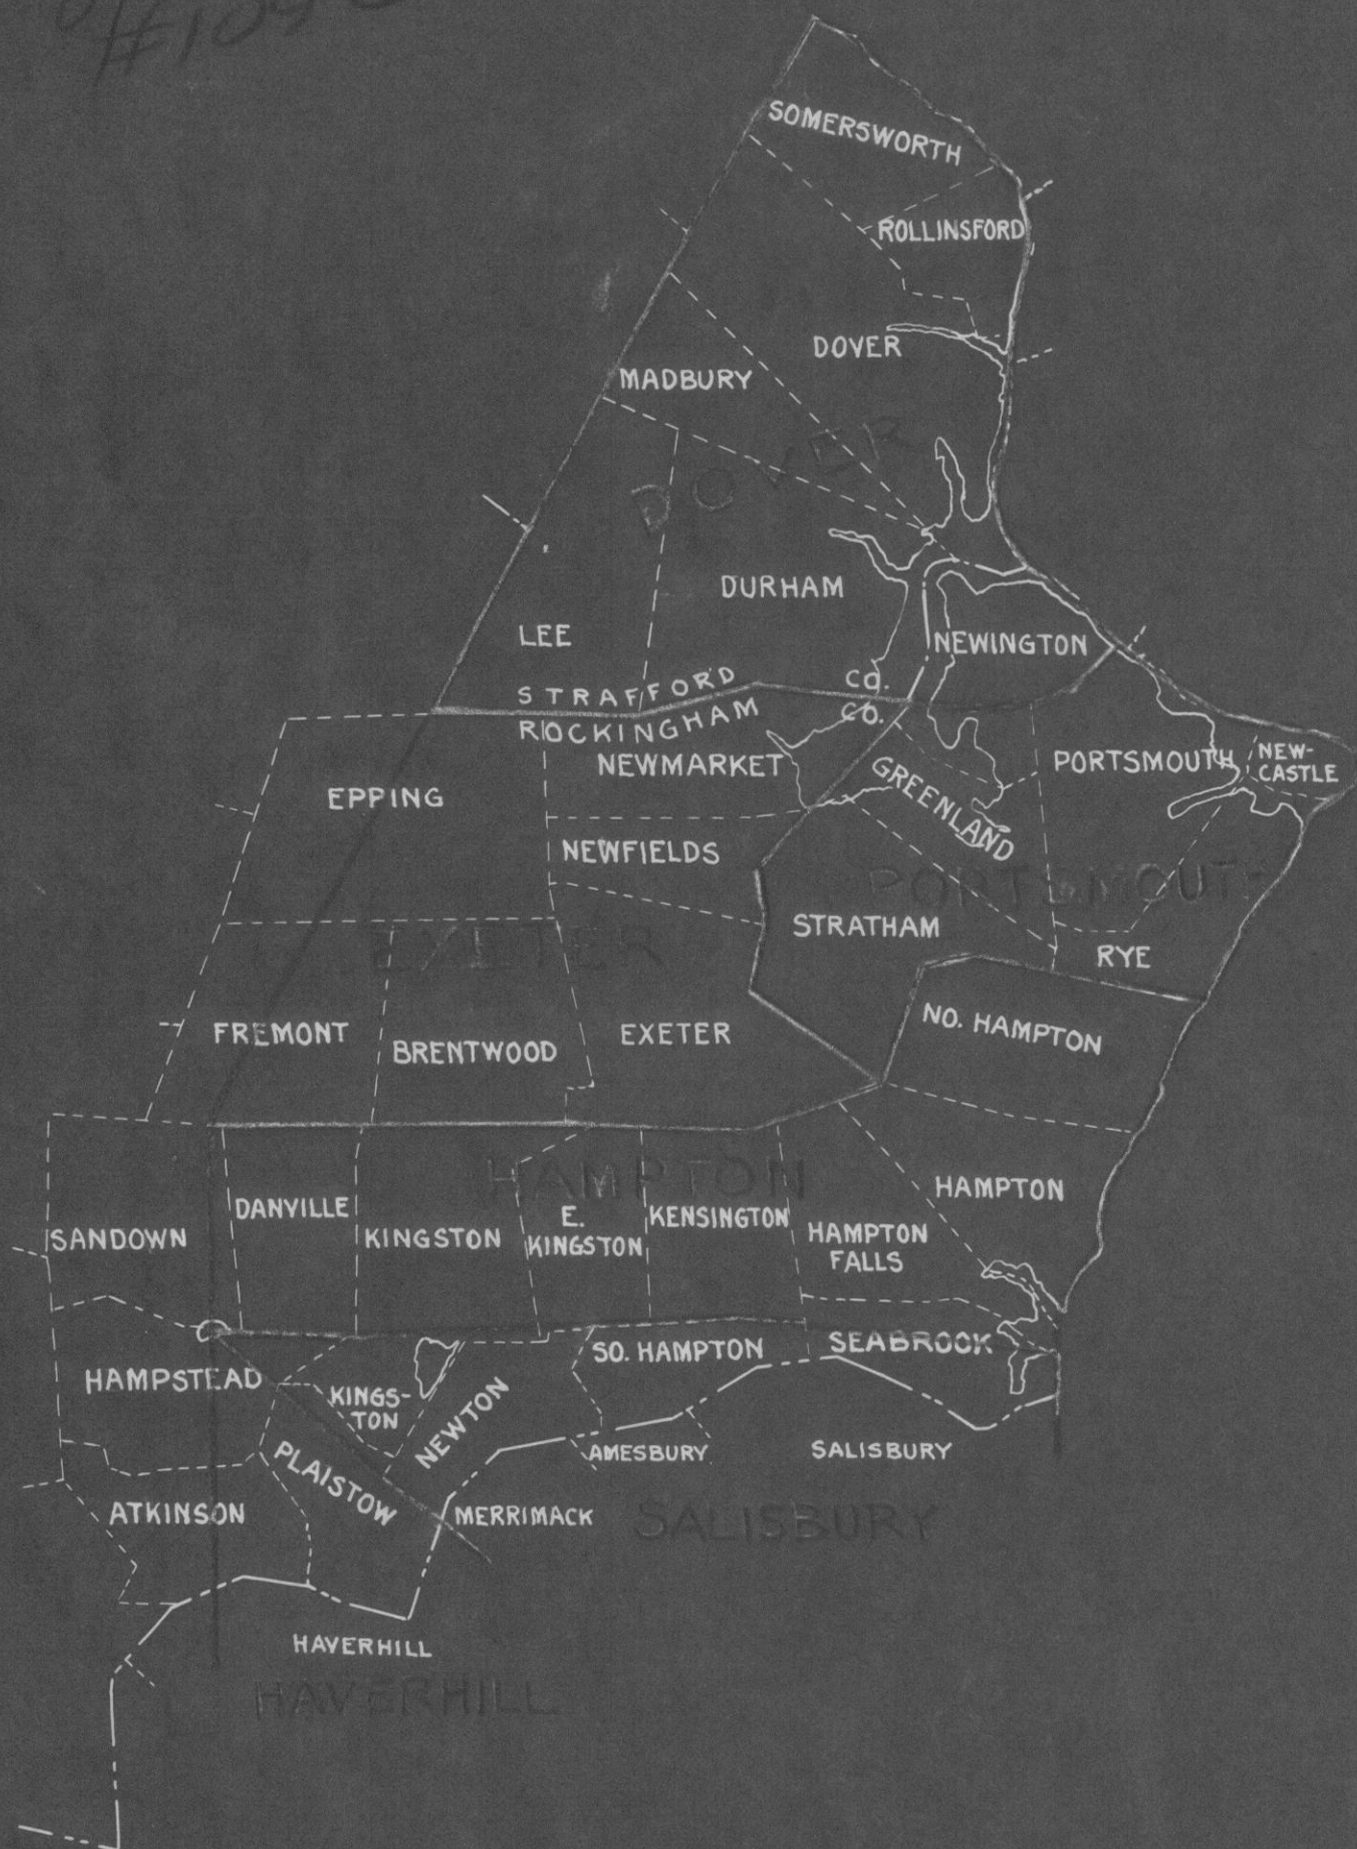 SOMERSWORTH
ROLLINSFORD
DOVER
MADBURY
DOVER
DURHAM
LEE
NEWINGTON
STRAFFORD CO.
ROCKINGHAM CO.
NEWMARKET
PORTSMOUTH
NEW-
CASTLE
EPPING
GREENLAND
NEWFIELDS
PORTSMOUTH
STRATHAM
EXETER
RYE
FREMONT
BRENTWOOD
EXETER
NO. HAMPTON
HAMPTON
HAMPTON
DANVILLE
SANDOWN
KINGSTON
E.
KINGSTON
KENSINGTON
HAMPTON
FALLS
SO. HAMPTON
SEABROOK
HAMPSTEAD
KINGS-
TON
NEWTON
PLAISTOW
AMESBURY
SALISBURY
ATKINSON
MERRIMACK
SALISBURY
HAVERHILL
HAVERHILL